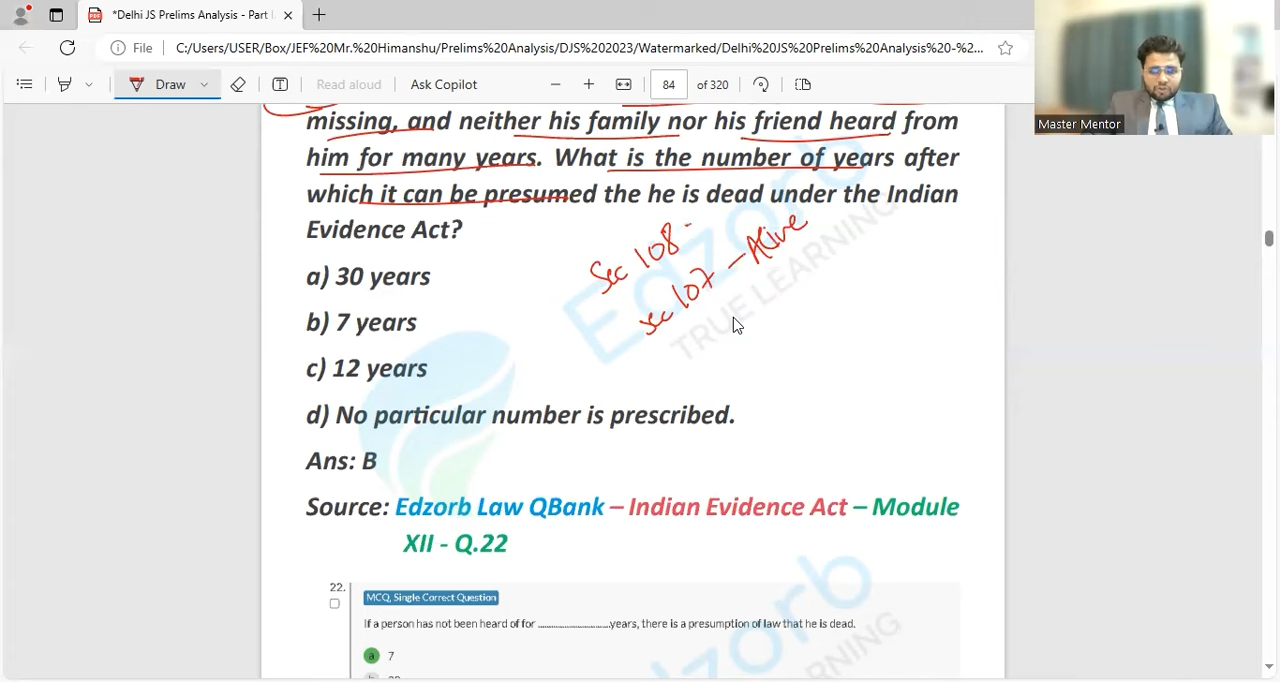 *Delhi JS Prelims Analysis - Part I
File
C:/Users/USER/Box/JEF%20Mr.%20Himanshu/Prelims%20Analysis/DJS%202023/Watermarked/Delhi%20JS%20Prelims%20Analysis%20-%2...
Draw
Read aloud
Ask Copilot
84 of 320
Master Mentor
missing, and neither his family nor his friend heard from
him for many years. What is the number of years after
which it can be presumed the he is dead under the Indian
Evidence Act?
Sec 108 -
Sec 107 - Alive
a) 30 years
b) 7 years
c) 12 years
d) No particular number is prescribed.
Ans: B
Source: Edzorb Law QBank – Indian Evidence Act – Module
XII - Q.22
22.
MCQ, Single Correct Question
If a person has not been heard of for ........................years, there is a presumption of law that he is dead.
a 7
Edzorb
TRUE LEARNING